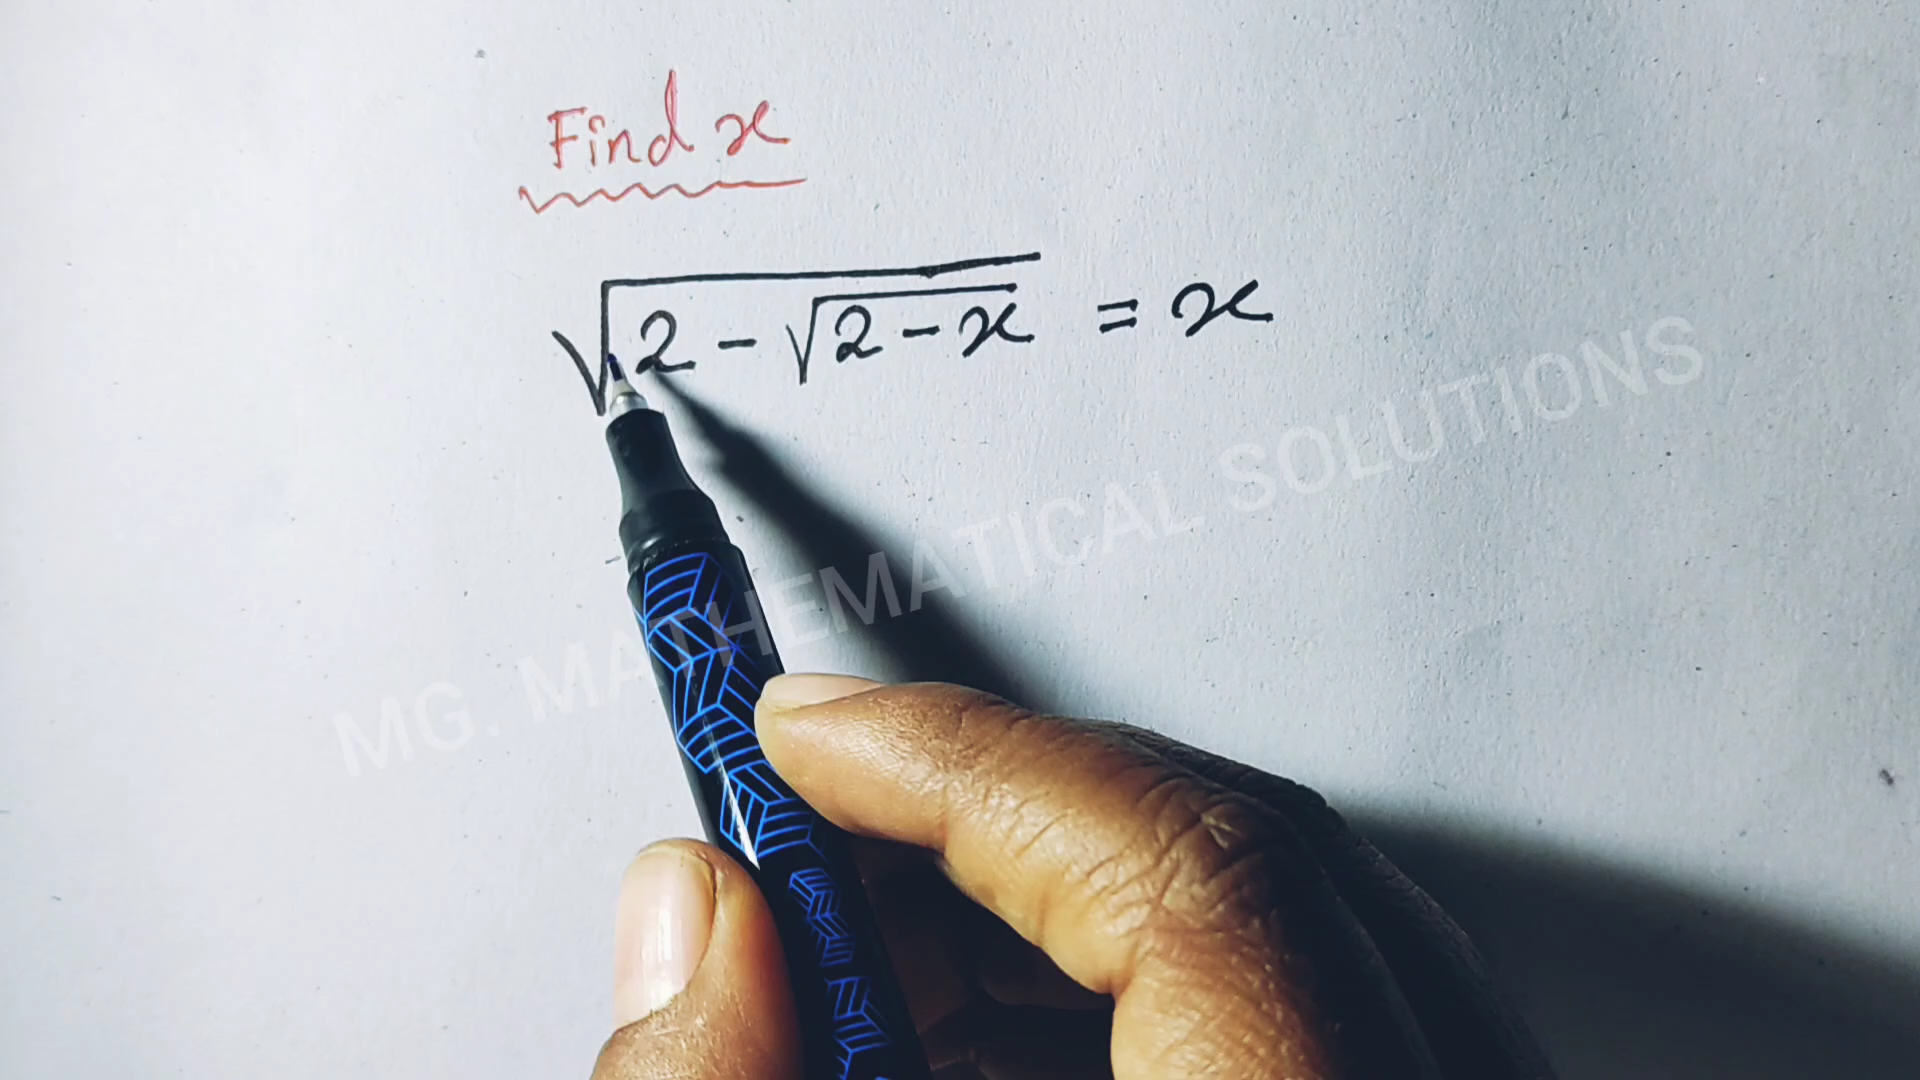 Find x
√(2 - √(2 - x)) = x
MG. MATHEMATICAL SOLUTIONS